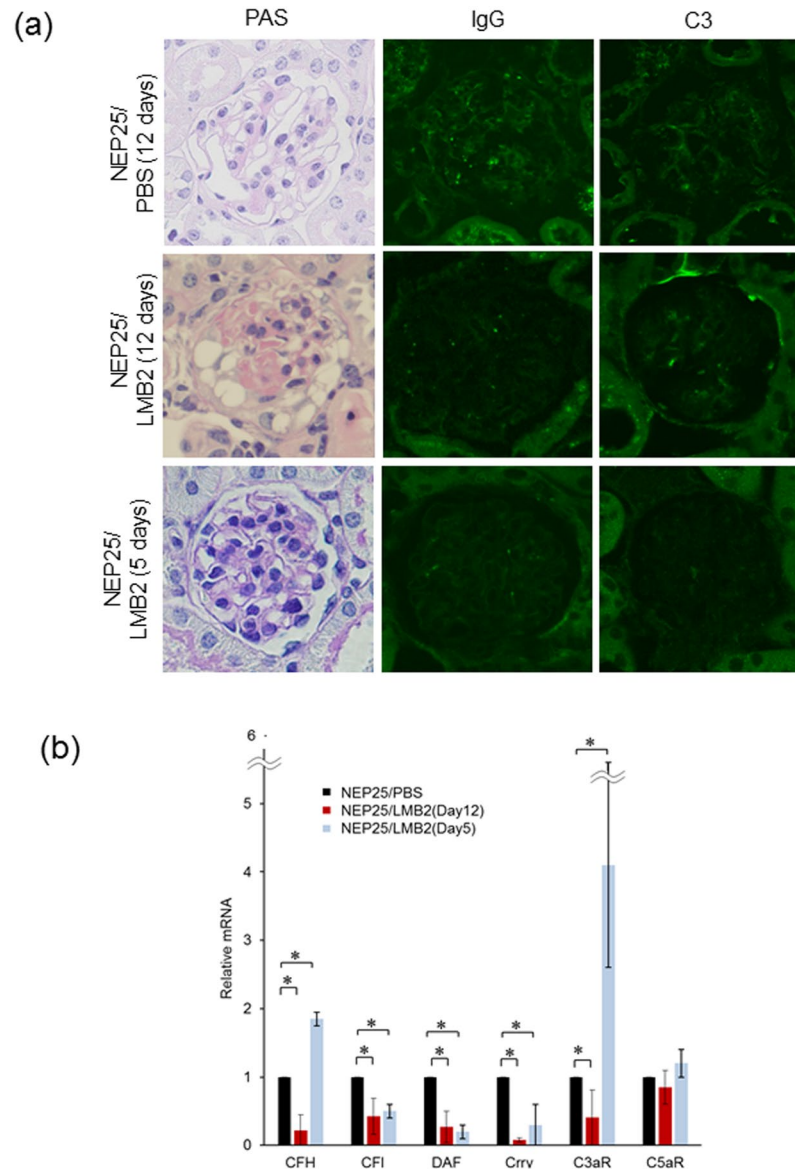 (a)
PAS
IgG
C3
NEP25/
PBS (12 days)
NEP25/
LMB2 (12 days)
NEP25/
LMB2 (5 days)
(b)
6
5
4
3
2
1
0
Relative mRNA
NEP25/PBS
NEP25/LMB2(Day12)
NEP25/LMB2(Day5)
* * * * * * * * * *
CFH CFI DAF Crrv C3aR C5aR